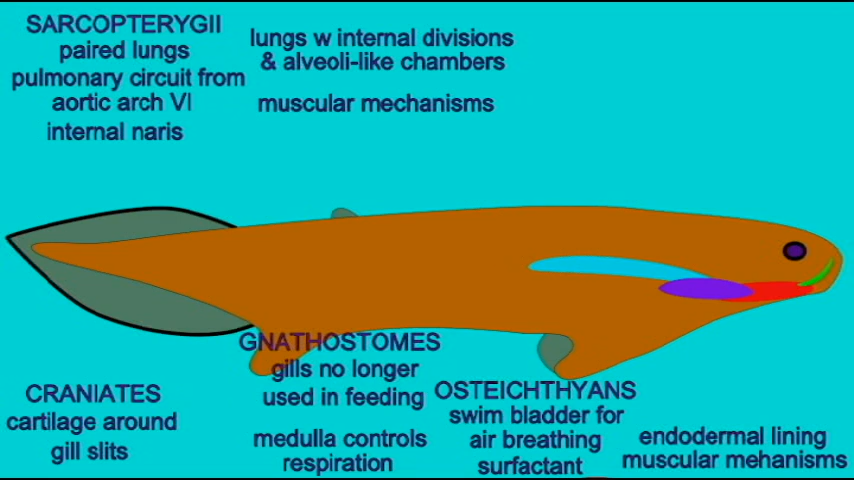 SARCOPTERYGII
paired lungs
pulmonary circuit from
aortic arch VI
internal naris
lungs w internal divisions
& alveoli-like chambers
muscular mechanisms
CRANIATES
cartilage around
gill slits
GNATHOSTOMES
gills no longer
used in feeding
medulla controls
respiration
OSTEICHTHYANS
swim bladder for
air breathing
surfactant
endodermal lining
muscular mehanisms